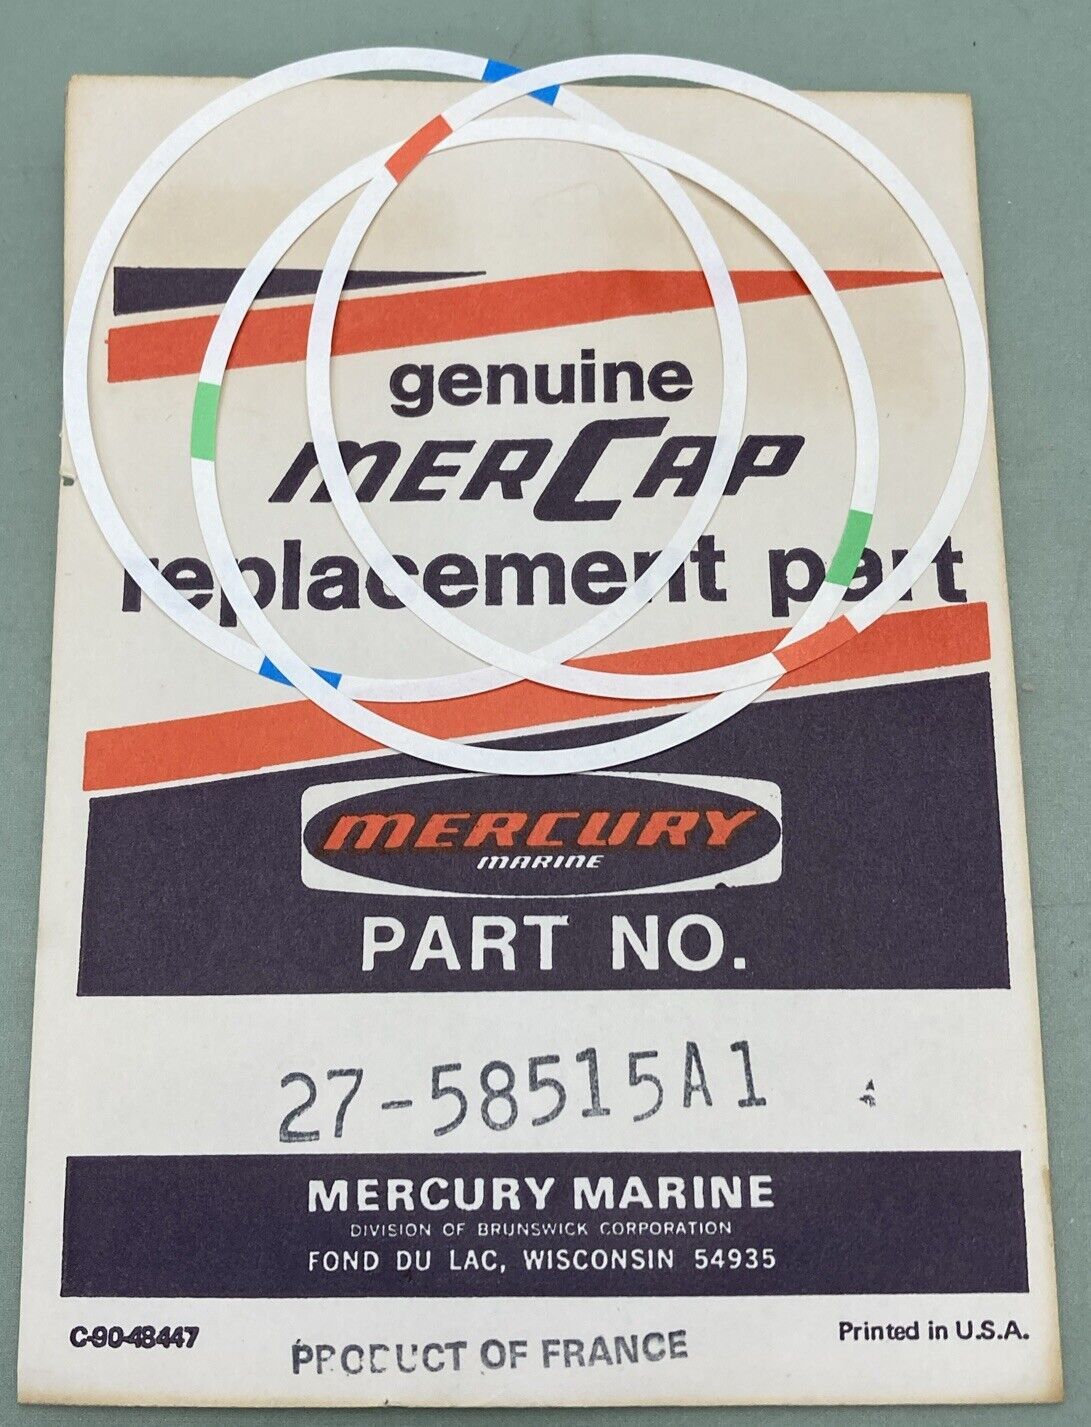 genuine
MERCAP
replacement part
MERCURY
MARINE
PART NO.
27-58515A1
MERCURY MARINE
DIVISION OF BRUNSWICK CORPORATION
FOND DU LAC, WISCONSIN 54935
C-90-48447
Printed in U.S.A.
PRODUCT OF FRANCE